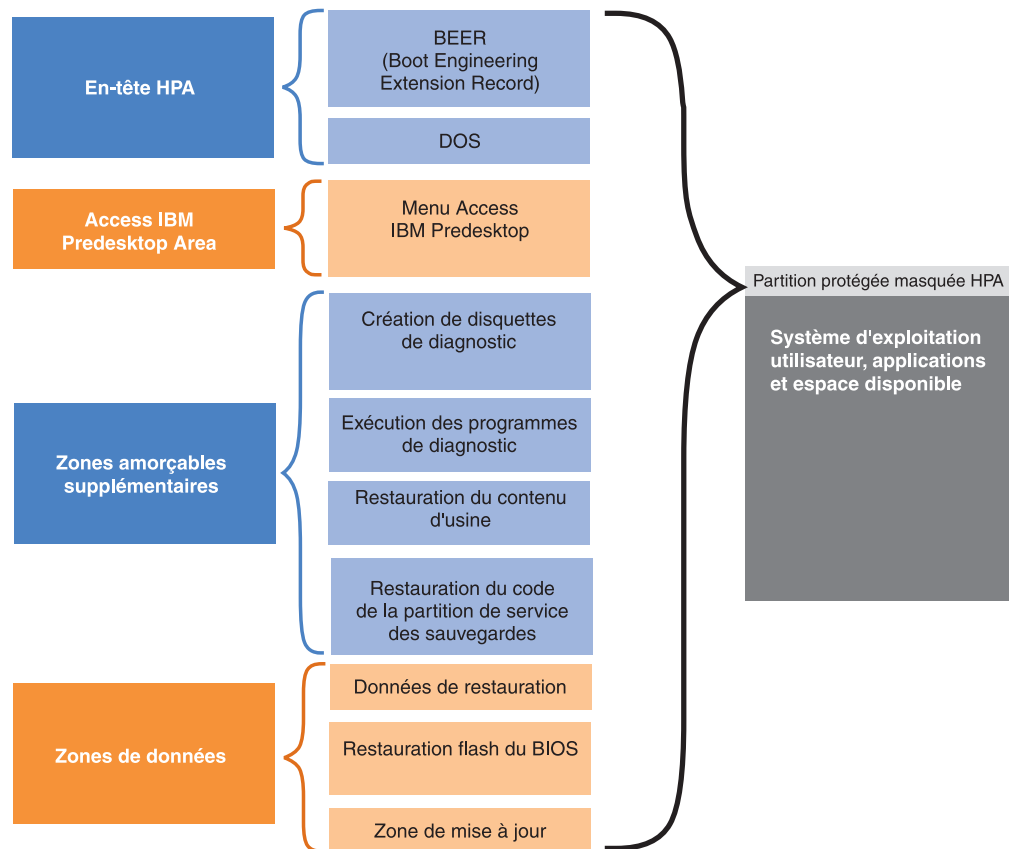 En-tête HPA
BEER
(Boot Engineering
Extension Record)
DOS
Access IBM
Predesktop Area
Menu Access
IBM Predesktop
Zones amorçables
supplémentaires
Création de disquettes
de diagnostic
Exécution des programmes
de diagnostic
Restauration du contenu
d'usine
Restauration du code
de la partition de service
des sauvegardes
Zones de données
Données de restauration
Restauration flash du BIOS
Zone de mise à jour
Partition protégée masquée HPA
Système d'exploitation
utilisateur, applications
et espace disponible